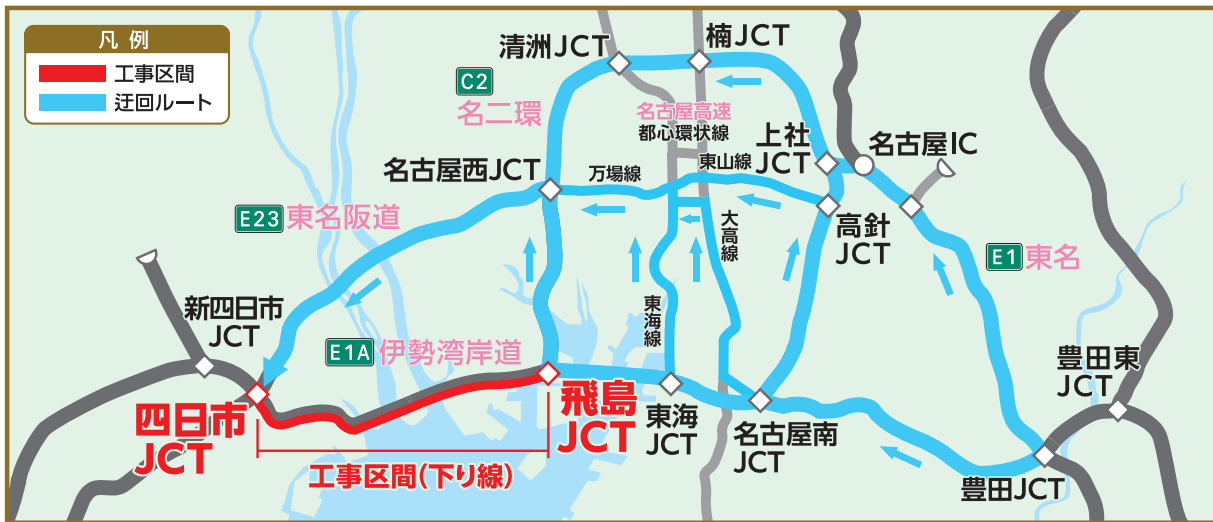 凡例
工事区間
迂回ルート
清洲JCT
楠JCT
C2
名二環
名古屋高速
都心環状線
上社
JCT
名古屋IC
名古屋西JCT
万場線
東山線
E23 東名阪道
大高線
高針
JCT
E1 東名
新四日市
JCT
東海線
E1A 伊勢湾岸道
豊田東
JCT
四日市
JCT
飛島
JCT
東海
JCT
名古屋南
JCT
工事区間(下り線)
豊田JCT